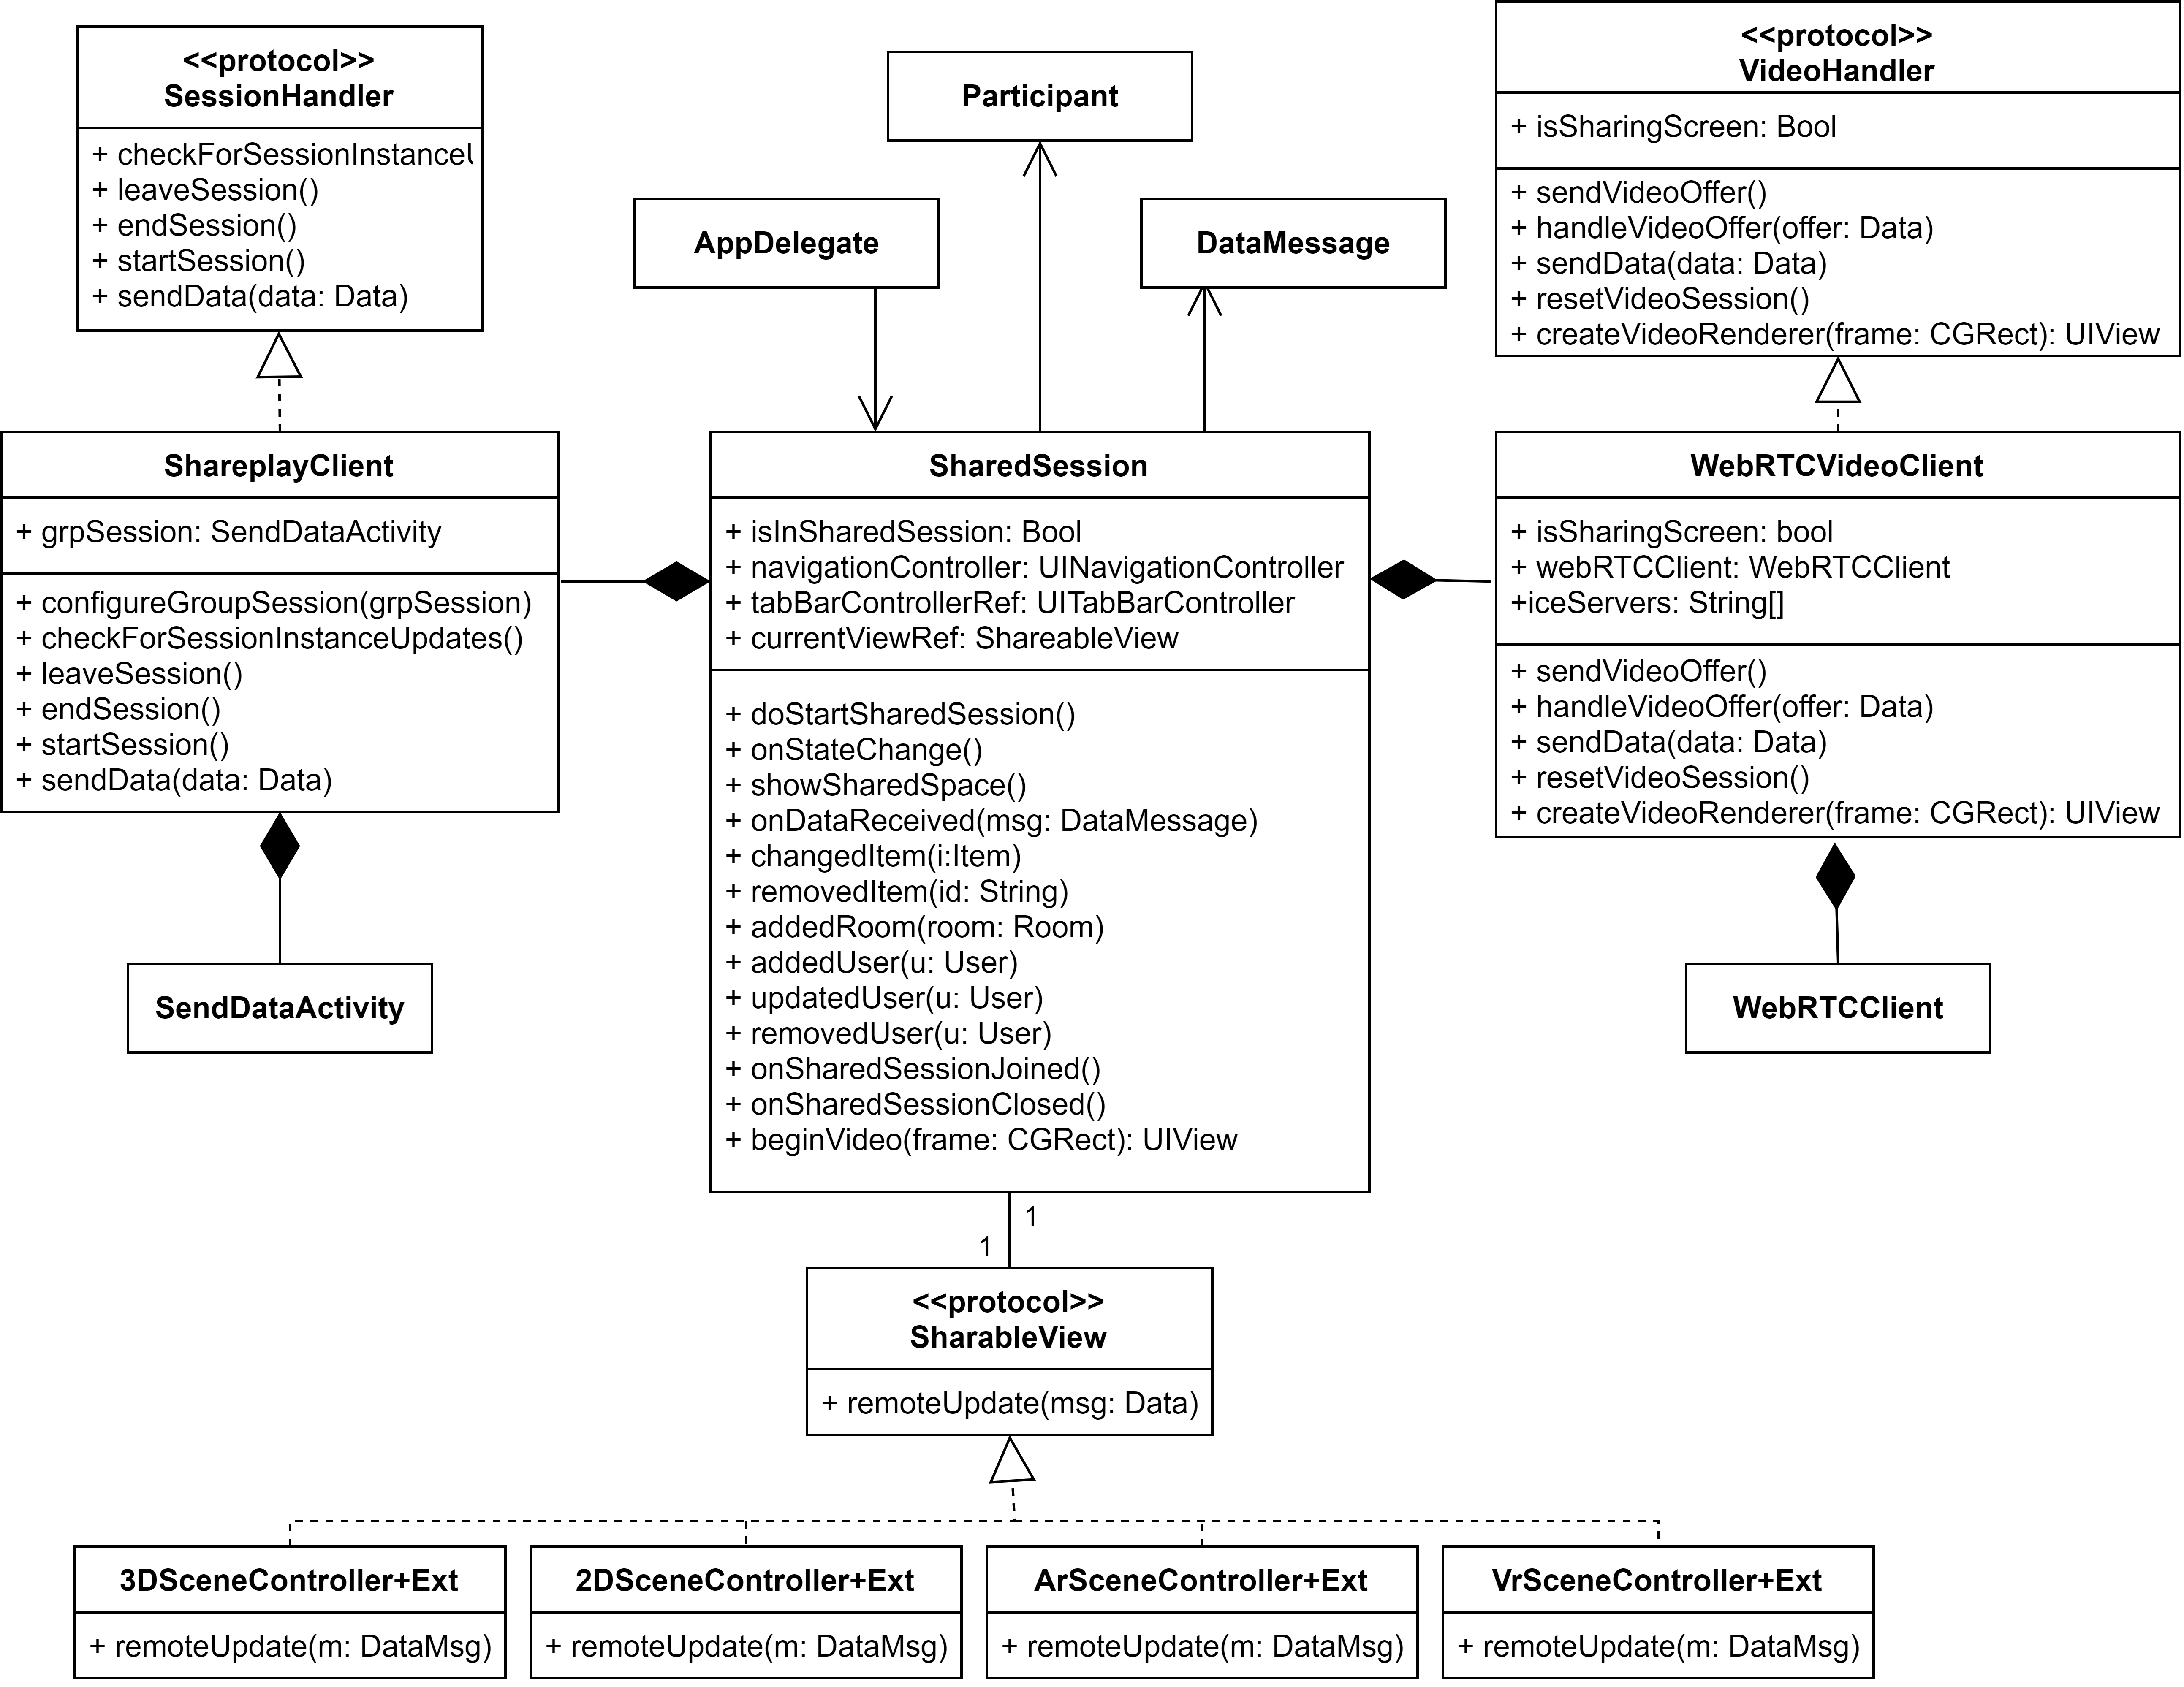 <<protocol>>
SessionHandler
+ checkForSessionInstanceU
+ leaveSession()
+ endSession()
+ startSession()
+ sendData(data: Data)
Participant
AppDelegate
DataMessage
<<protocol>>
VideoHandler
+ isSharingScreen: Bool
+ sendVideoOffer()
+ handleVideoOffer(offer: Data)
+ sendData(data: Data)
+ resetVideoSession()
+ createVideoRenderer(frame: CGRect): UIView
ShareplayClient
+ grpSession: SendDataActivity
+ configureGroupSession(grpSession)
+ checkForSessionInstanceUpdates()
+ leaveSession()
+ endSession()
+ startSession()
+ sendData(data: Data)
SharedSession
+ isInSharedSession: Bool
+ navigationController: UINavigationController
+ tabBarControllerRef: UITabBarController
+ currentViewRef: ShareableView
+ doStartSharedSession()
+ onStateChange()
+ showSharedSpace()
+ onDataReceived(msg: DataMessage)
+ changedItem(i:Item)
+ removedItem(id: String)
+ addedRoom(room: Room)
+ addedUser(u: User)
+ updatedUser(u: User)
+ removedUser(u: User)
+ onSharedSessionJoined()
+ onSharedSessionClosed()
+ beginVideo(frame: CGRect): UIView
WebRTCVideoClient
+ isSharingScreen: bool
+ webRTCClient: WebRTCClient
+iceServers: String[]
+ sendVideoOffer()
+ handleVideoOffer(offer: Data)
+ sendData(data: Data)
+ resetVideoSession()
+ createVideoRenderer(frame: CGRect): UIView
SendDataActivity
WebRTCClient
1
1
<<protocol>>
SharableView
+ remoteUpdate(msg: Data)
3DSceneController+Ext
+ remoteUpdate(m: DataMsg)
2DSceneController+Ext
+ remoteUpdate(m: DataMsg)
ArSceneController+Ext
+ remoteUpdate(m: DataMsg)
VrSceneController+Ext
+ remoteUpdate(m: DataMsg)